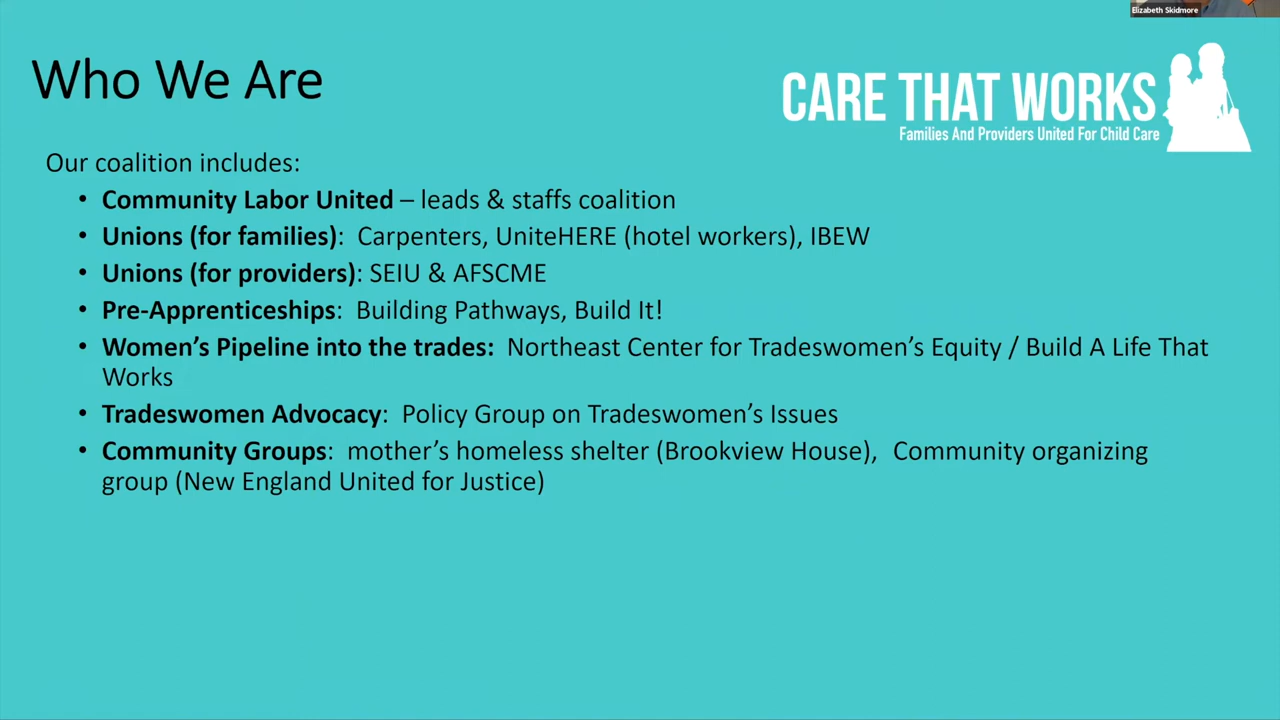 Elizabeth Skidmore
Who We Are
CARE THAT WORKS
Families And Providers United For Child Care
Our coalition includes:
• Community Labor United – leads & staffs coalition
• Unions (for families):  Carpenters, UniteHERE (hotel workers), IBEW
• Unions (for providers): SEIU & AFSCME
• Pre-Apprenticeships:  Building Pathways, Build It!
• Women’s Pipeline into the trades:  Northeast Center for Tradeswomen’s Equity / Build A Life That
Works
• Tradeswomen Advocacy:  Policy Group on Tradeswomen’s Issues
• Community Groups:  mother’s homeless shelter (Brookview House),  Community organizing
group (New England United for Justice)